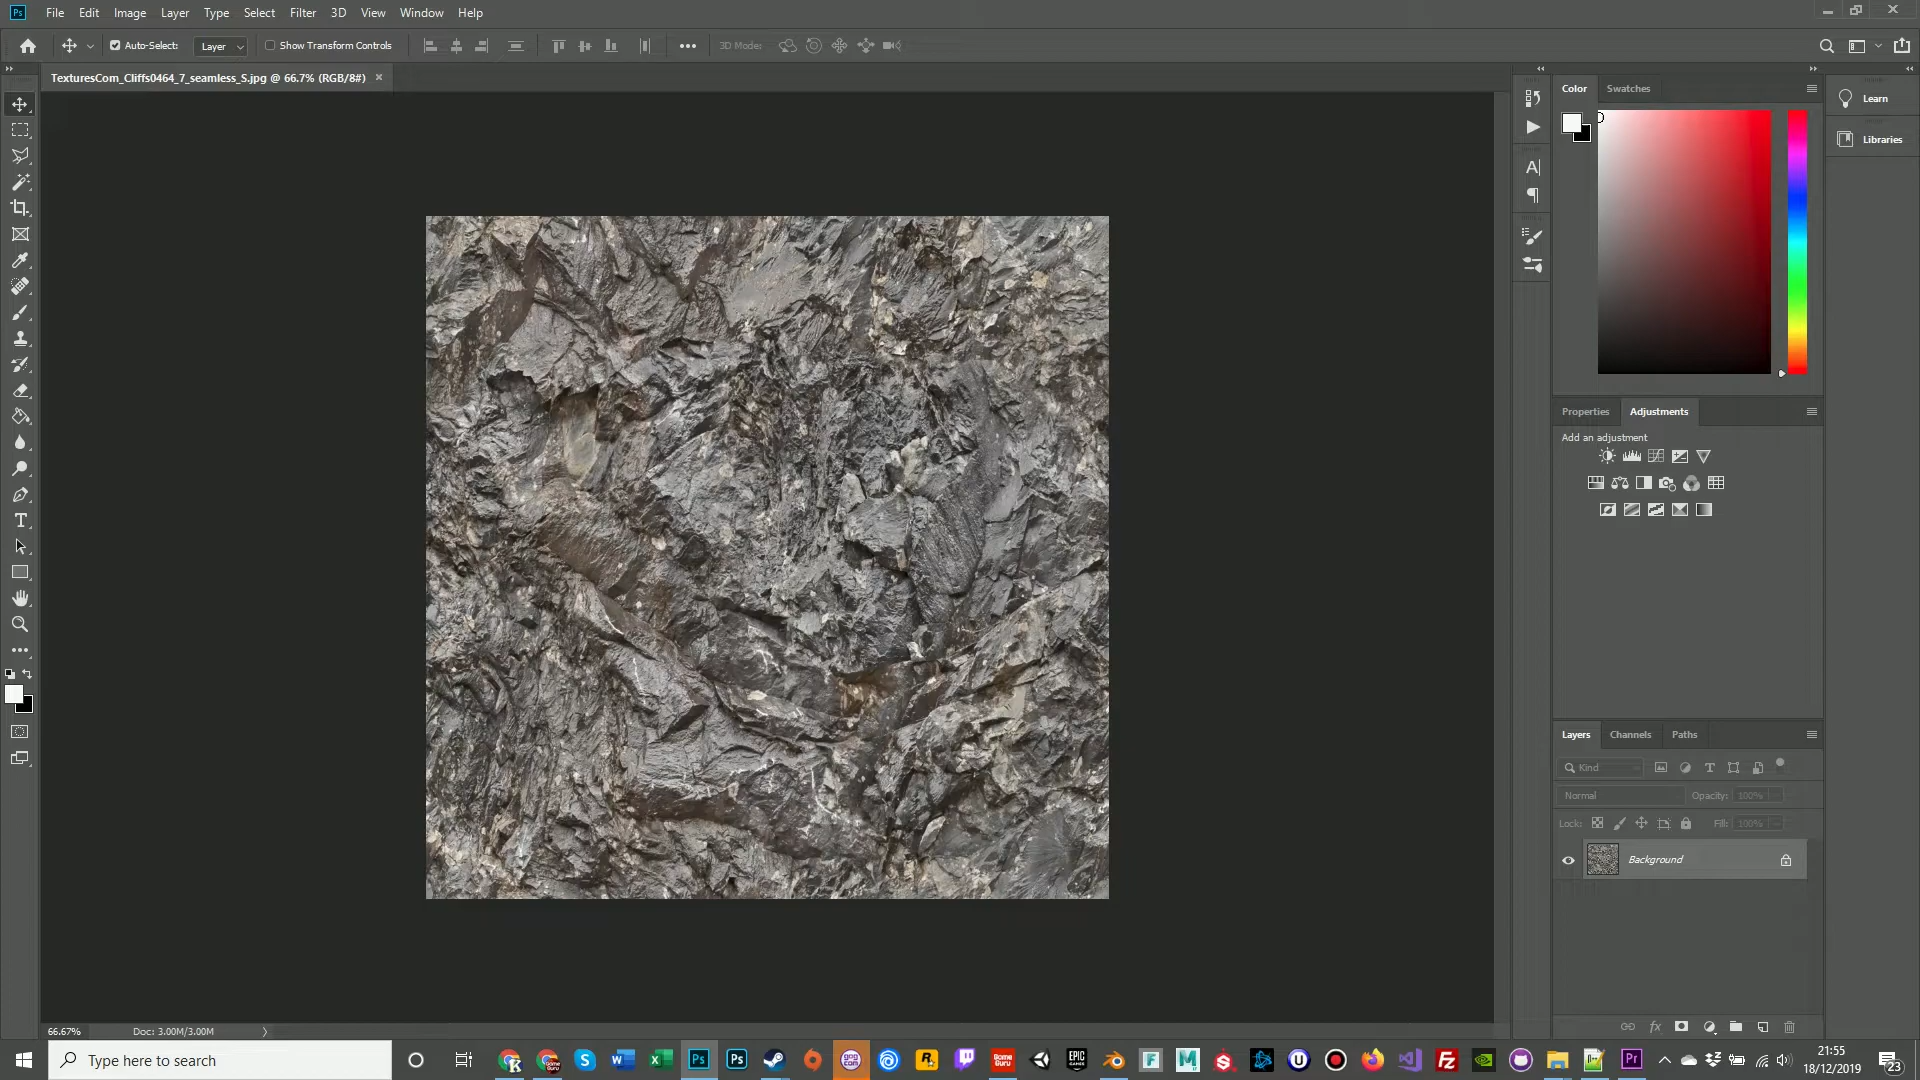 Ps File Edit Image Layer Type Select Filter 3D View Window Help
Auto-Select: Layer Show Transform Controls 3D Mode:
TexturesCom_Cliffs0464_7_seamless_S.jpg @ 66.7% (RGB/8#)
Color Swatches
Learn
Libraries
Properties Adjustments
Add an adjustment
Layers Channels Paths
Kind
Normal Opacity: 100%
Lock: Fill: 100%
Background
66.67% Doc: 3.00M/3.00M
Type here to search
21:55
18/12/2019
23